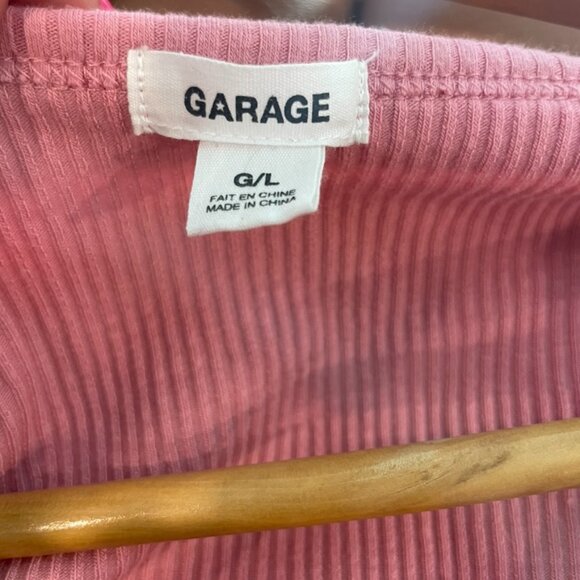 GARAGE
G/L
FAIT EN CHINE
MADE IN CHINA